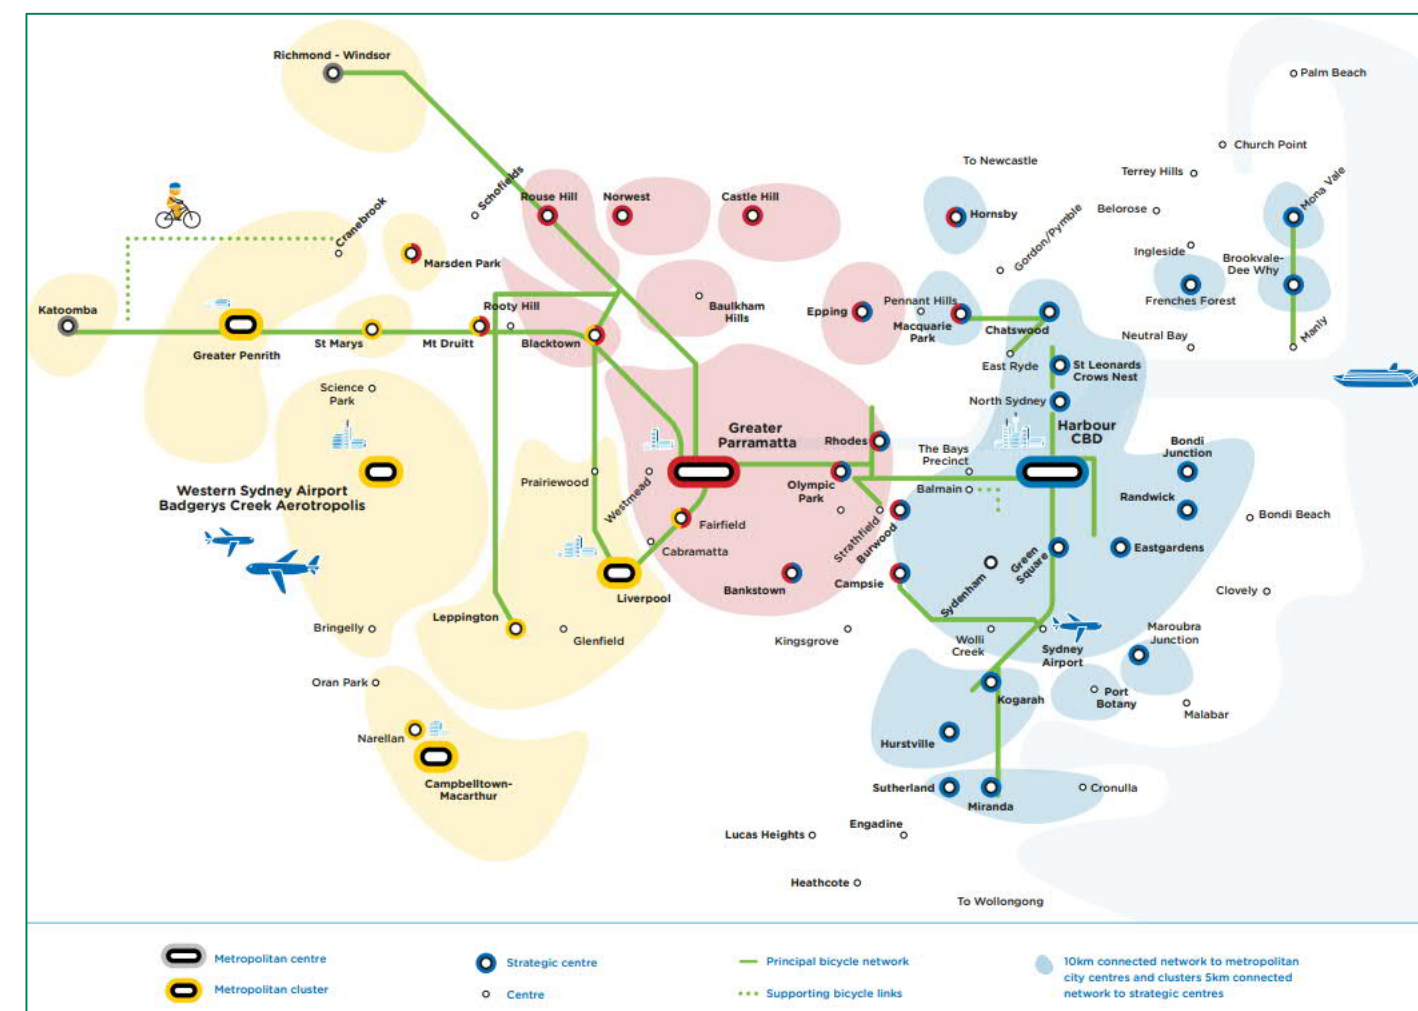 Richmond - Windsor
Palm Beach
Church Point
To Newcastle
Terrey Hills
Schofields
Rouse Hill
Norwest
Castle Hill
Mona Vale
Cranebrook
Hornsby
Belorose
Gordon/Pymble
Ingleside
Brookvale-
Dee Why
Marsden Park
Katoomba
Rooty Hill
Baulkham
Hills
Epping
Pennant Hills
Macquarie
Park
Chatswood
Frenches Forest
Greater Penrith
St Marys
Mt Druitt
Blacktown
Neutral Bay
Manly
East Ryde
St Leonards
Crows Nest
Science
Park
North Sydney
Greater
Parramatta
Rhodes
Harbour
CBD
The Bays
Precinct
Bondi
Junction
Western Sydney Airport
Badgerys Creek Aerotropolis
Prairiewood
Westmead
Olympic
Park
Balmain
Randwick
Fairfield
Strathfield
Burwood
Bondi Beach
Cabramatta
Green
Square
Eastgardens
Liverpool
Bankstown
Campsie
Sydenham
Clovely
Leppington
Bringelly
Glenfield
Kingsgrove
Wolli
Creek
Sydney
Airport
Maroubra
Junction
Oran Park
Kogarah
Port
Botany
Malabar
Narellan
Hurstville
Campbelltown-
Macarthur
Sutherland
Miranda
Cronulla
Lucas Heights
Engadine
Heathcote
To Wollongong
Metropolitan centre
Metropolitan cluster
Strategic centre
Centre
Principal bicycle network
Supporting bicycle links
10km connected network to metropolitan
city centres and clusters 5km connected
network to strategic centres